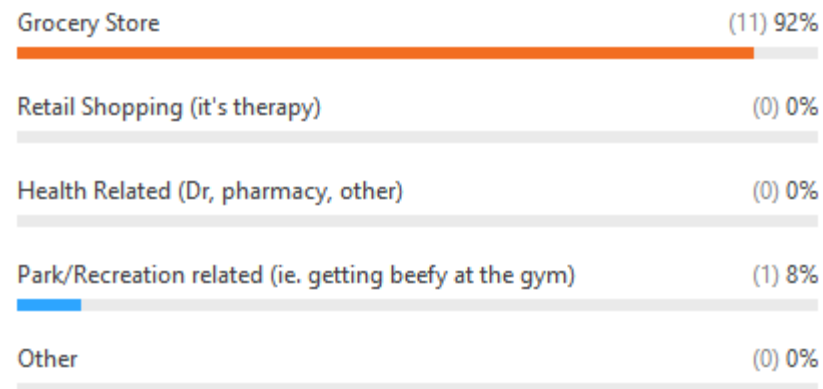 Grocery Store (11) 92%
Retail Shopping (it's therapy) (0) 0%
Health Related (Dr, pharmacy, other) (0) 0%
Park/Recreation related (ie. getting beefy at the gym) (1) 8%
Other (0) 0%